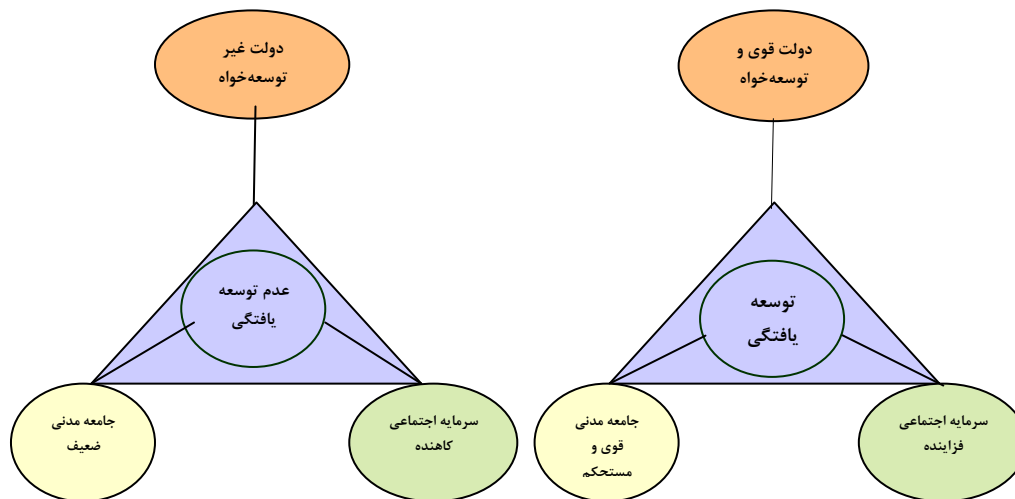 دولت قوی و
توسعه‌خواه
توسعه
یافتگی
سرمایه اجتماعی
فزاینده
جامعه مدنی
قوی و
مستحکم
دولت غیر
توسعه‌خواه
عدم توسعه
یافتگی
سرمایه اجتماعی
کاهنده
جامعه مدنی
ضعیف